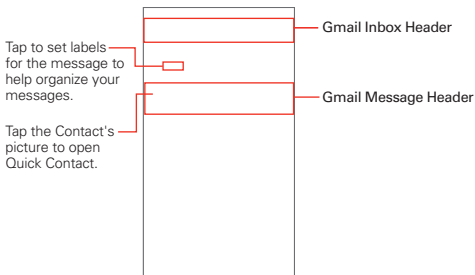 Gmail Inbox Header
Tap to set labels
for the message to
help organize your
messages.
Gmail Message Header
Tap the Contact's
picture to open
Quick Contact.